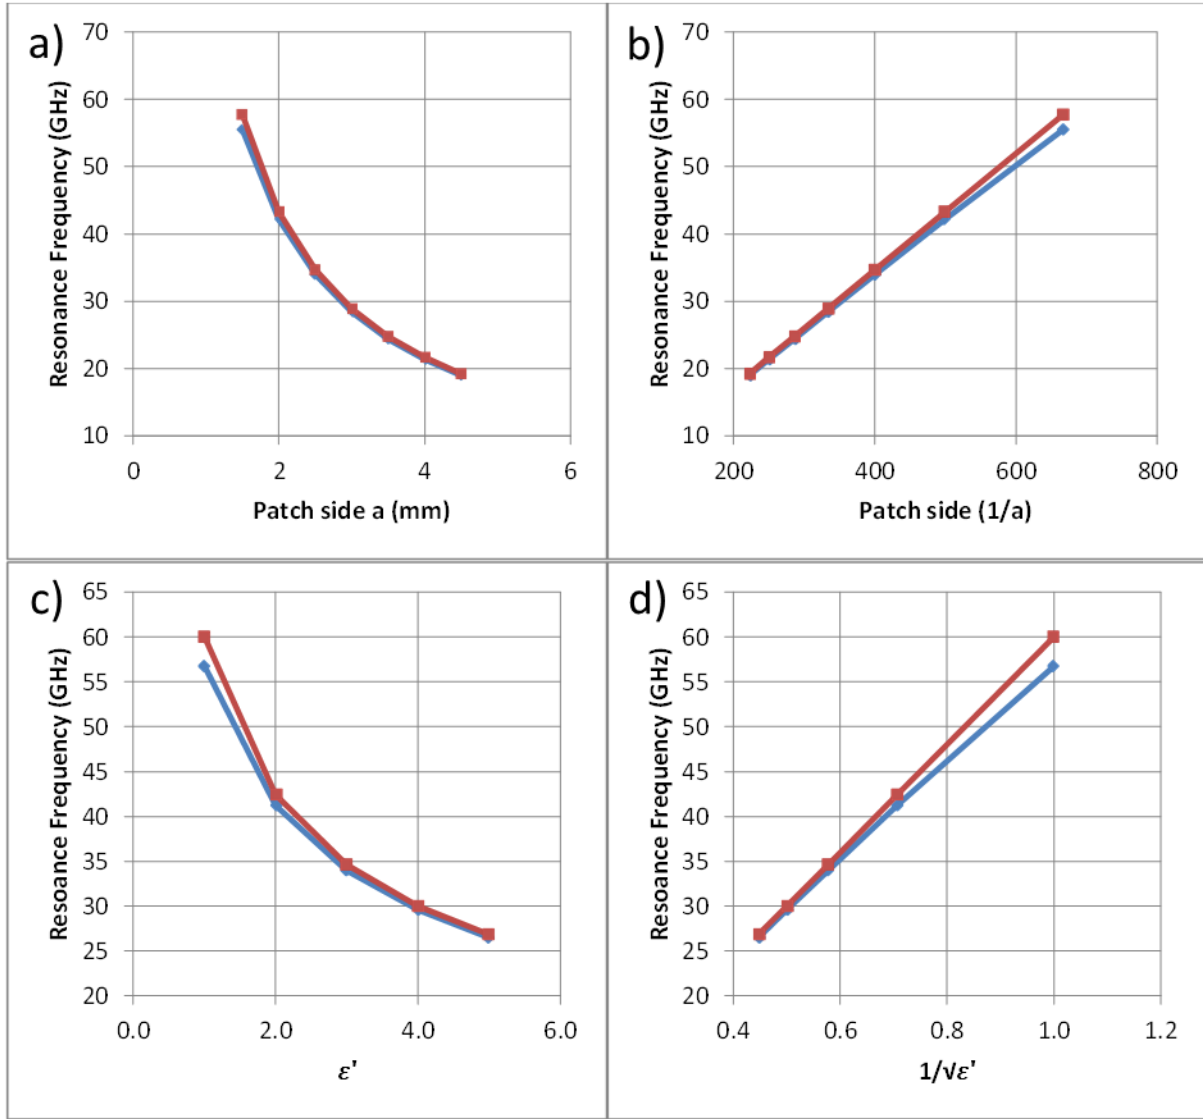 a)
Resonance Frequency (GHz)
70
60
50
40
30
20
10
0 2 4 6
Patch side a (mm)
b)
Resonance Frequency (GHz)
70
60
50
40
30
20
10
200 400 600 800
Patch side (1/a)
c)
Resoance Frequency (GHz)
65
60
55
50
45
40
35
30
25
20
0.0 2.0 4.0 6.0
ε'
d)
Resoance Frequency (GHz)
65
60
55
50
45
40
35
30
25
20
0.4 0.6 0.8 1.0 1.2
1/√ε'